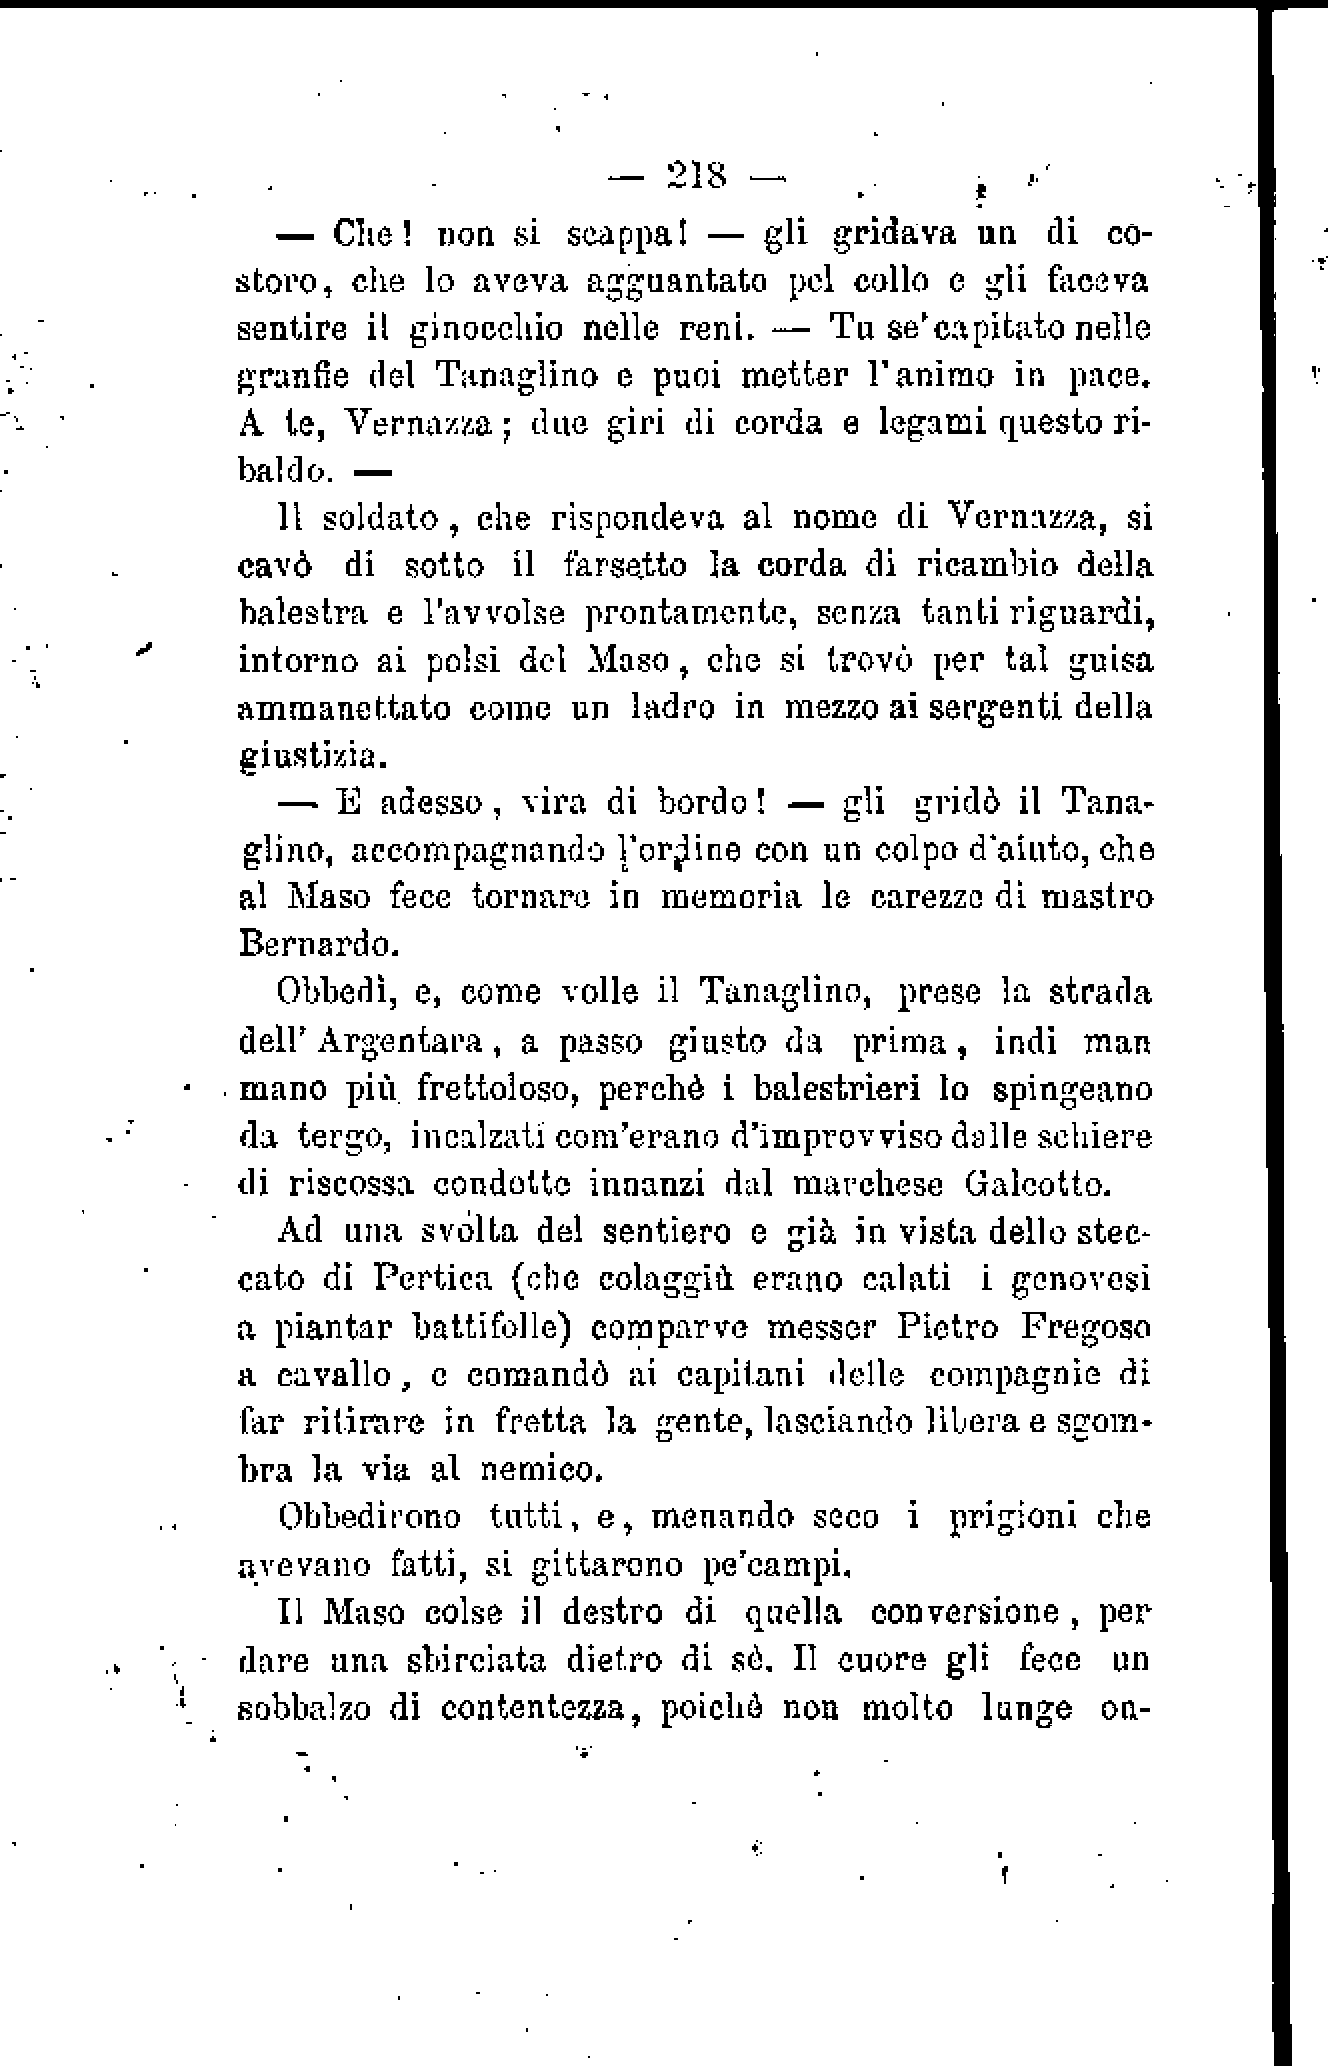 — 218 —
— Che! non si scappa! — gli gridava un di co-
storo, che lo aveva agguantato pel collo e gli faceva
sentire il ginocchio nelle reni. — Tu se' capitato nelle
granfie del Tanaglino e puoi metter l'animo in pace.
A te, Vernazza; due giri di corda e legami questo ri-
baldo. —
Il soldato, che rispondeva al nome di Vernazza, si
cavò di sotto il farsetto la corda di ricambio della
balestra e l'avvolse prontamente, senza tanti riguardi,
intorno ai polsi del Maso, che si trovò per tal guisa
ammanettato come un ladro in mezzo ai sergenti della
giustizia.
— E adesso, vira di bordo! — gli gridò il Tana-
glino, accompagnando l'ordine con un colpo d'aiuto, che
al Maso fece tornare in memoria le carezze di mastro
Bernardo.
Obbedì, e, come volle il Tanaglino, prese la strada
dell' Argentara, a passo giusto da prima, indi man
mano più frettoloso, perchè i balestrieri lo spingeano
da tergo, incalzati com'erano d'improvviso dalle schiere
di riscossa condotte innanzi dal marchese Galeotto.
Ad una svolta del sentiero e già in vista dello stec-
cato di Pertica (che colaggiù erano calati i genovesi
a piantar battifolle) comparve messer Pietro Fregoso
a cavallo, e comandò ai capitani delle compagnie di
far ritirare in fretta la gente, lasciando libera e sgom-
bra la via al nemico.
Obbedirono tutti, e, menando seco i prigioni che
avevano fatti, si gittarono pe'campi.
Il Maso colse il destro di quella conversione, per
dare una sbirciata dietro di sè. Il cuore gli fece un
sobbalzo di contentezza, poichè non molto lunge on-